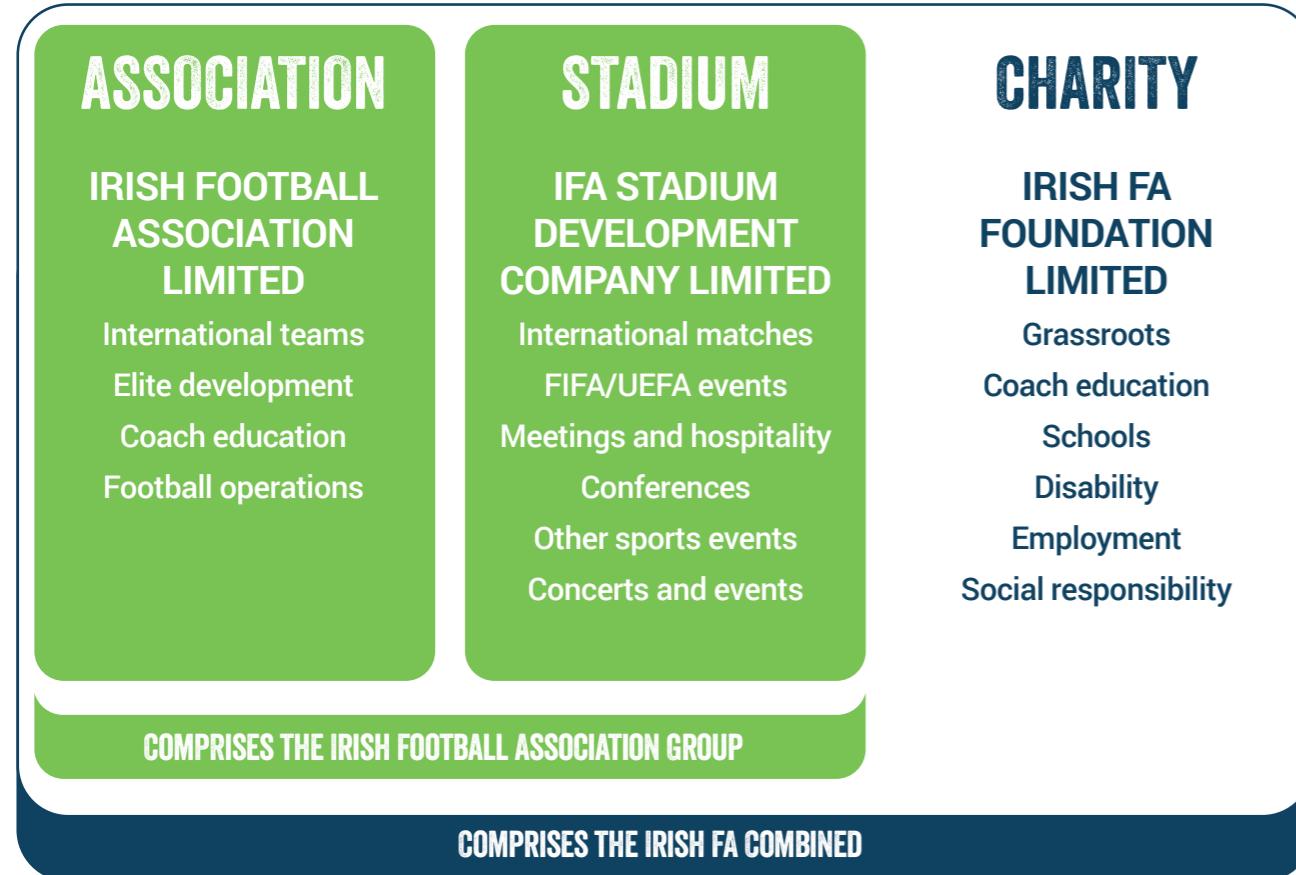 ASSOCIATION
IRISH FOOTBALL
ASSOCIATION
LIMITED
International teams
Elite development
Coach education
Football operations
STADIUM
IFA STADIUM
DEVELOPMENT
COMPANY LIMITED
International matches
FIFA/UEFA events
Meetings and hospitality
Conferences
Other sports events
Concerts and events
CHARITY
IRISH FA
FOUNDATION
LIMITED
Grassroots
Coach education
Schools
Disability
Employment
Social responsibility
COMPRISES THE IRISH FOOTBALL ASSOCIATION GROUP
COMPRISES THE IRISH FA COMBINED